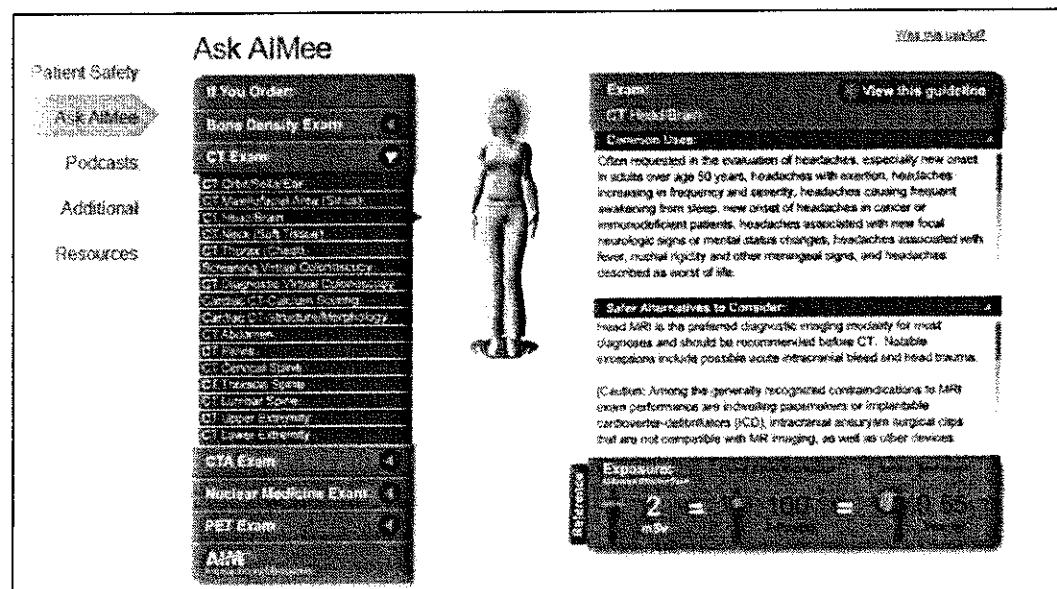 Ask AIMee
Was this useful?
Patient Safety
Ask AIMee
Podcasts
Additional
Resources
If You Order:
Bone Density Exam
CT Exam
CT Orbit/Sella/Ear
CT Maxillofacial Area (Sinus)
CT Head/Brain
CT Neck (Soft Tissue)
CT Thorax (Chest)
Screening Virtual Colonoscopy
CT Diagnostic Virtual Colonoscopy
Cardiac CT-Calcium Scoring
Cardiac CT-Structure/Morphology
CT Abdomen
CT Pelvis
CT Cervical Spine
CT Thoracic Spine
CT Lumbar Spine
CT Upper Extremity
CT Lower Extremity
CTA Exam
Nuclear Medicine Exam
PET Exam
AIM
Exam:
View this guideline
CT Head/Brain
Common Uses:
Often requested in the evaluation of headaches, especially new onset
in adults over age 50 years, headaches with exertion, headaches
increasing in frequency and severity, headaches causing frequent
awakening from sleep, new onset of headaches in cancer or
immunodeficient patients, headaches associated with new focal
neurologic signs or mental status changes, headaches associated with
fever, nuchal rigidity and other meningeal signs, and headaches
described as worst of life.
Safer Alternatives to Consider:
Head MRI is the preferred diagnostic imaging modality for most
diagnoses and should be recommended before CT. Notable
exceptions include possible acute intracranial bleed and head trauma.
(Caution: Among the generally recognized contraindications to MRI
exam performance are indwelling pacemakers or implantable
cardioverter-defibrillators (ICD), intracranial aneurysm surgical clips
that are not compatible with MR imaging, as well as other devices
Reference
Exposure:
2
mSv
=
100
=